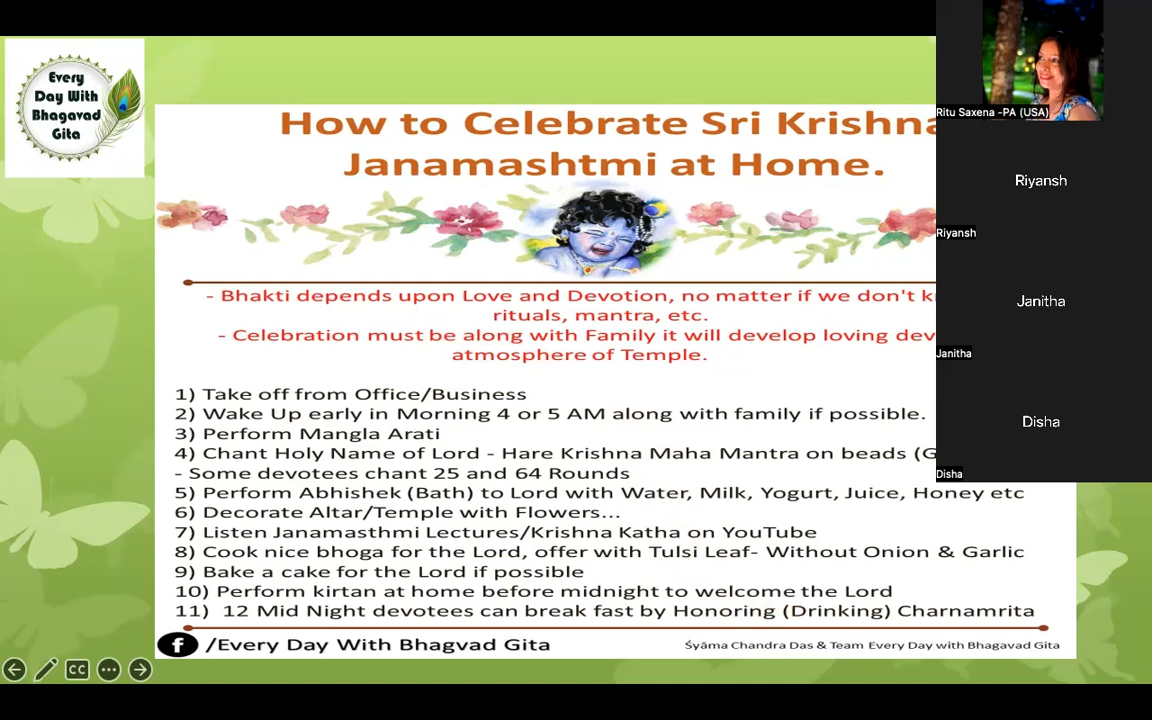 Every
Day With
Bhagavad
Gita
How to Celebrate Sri Krishna
Janamashtmi at Home.
- Bhakti depends upon Love and Devotion, no matter if we don't
rituals, mantra, etc.
- Celebration must be along with Family it will develop loving
atmosphere of Temple.
1) Take off from Office/Business
2) Wake Up early in Morning 4 or 5 AM along with family if possible.
3) Perform Mangla Arati
4) Chant Holy Name of Lord - Hare Krishna Maha Mantra on beads
- Some devotees chant 25 and 64 Rounds
5) Perform Abhishek (Bath) to Lord with Water, Milk, Yogurt, Juice, Honey etc
6) Decorate Altar/Temple with Flowers...
7) Listen Janamasthmi Lectures/Krishna Katha on YouTube
8) Cook nice bhoga for the Lord, offer with Tulsi Leaf- Without Onion & Garlic
9) Bake a cake for the Lord if possible
10) Perform kirtan at home before midnight to welcome the Lord
11) 12 Mid Night devotees can break fast by Honoring (Drinking) Charnamrita
f /Every Day With Bhagvad Gita
Śyāma Chandra Das & Team Every Day with Bhagavad Gita
CC
Ritu Saxena -PA (USA)
Riyansh
Riyansh
Janitha
Janitha
Disha
Disha